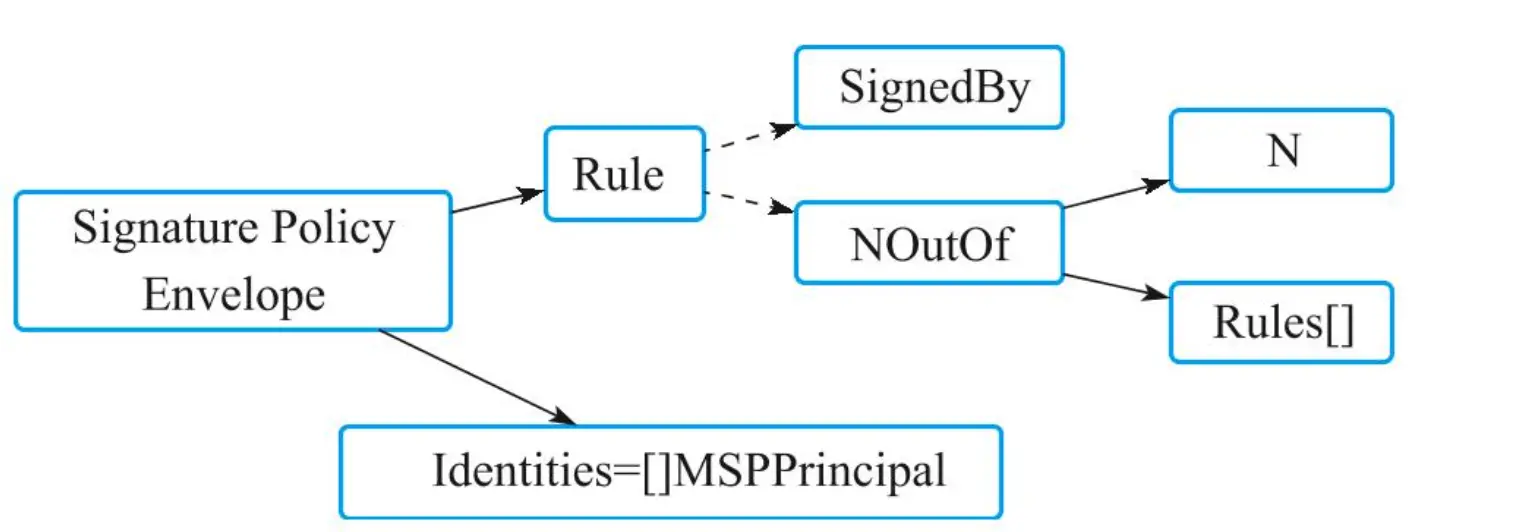 SignedBy
N
Rule
Signature Policy
Envelope
NOutOf
Rules[]
Identities=[]MSPPrincipal